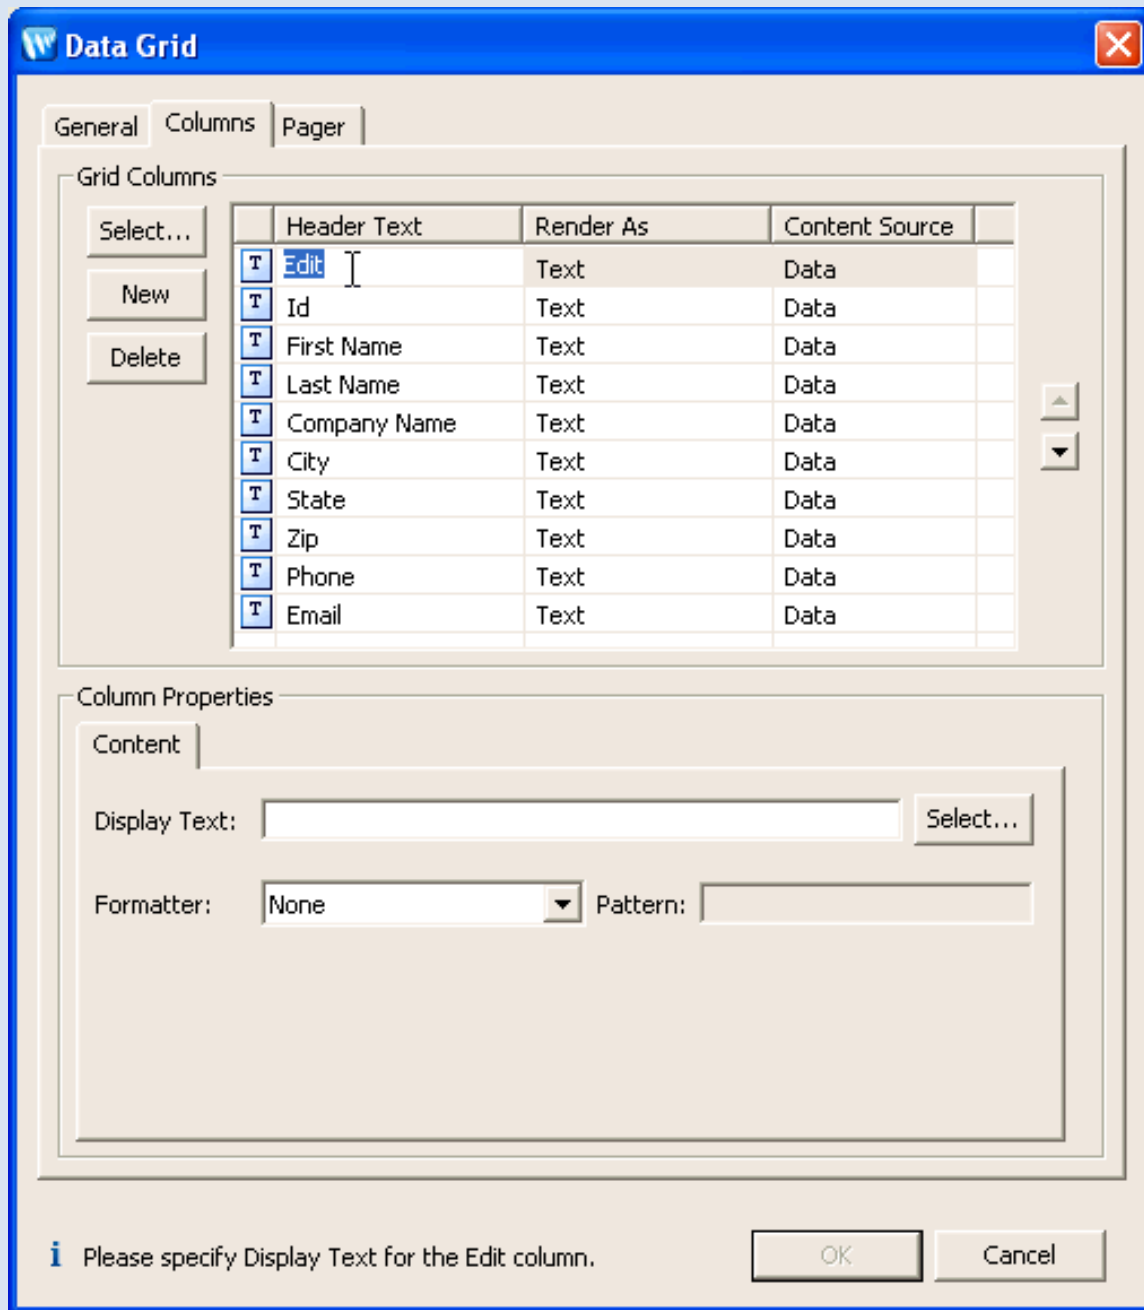 Data Grid
General Columns Pager
Grid Columns
Select...
New
Delete
Header Text Render As Content Source
T Edit Text Data
T Id Text Data
T First Name Text Data
T Last Name Text Data
T Company Name Text Data
T City Text Data
T State Text Data
T Zip Text Data
T Phone Text Data
T Email Text Data
Column Properties
Content
Display Text: Select...
Formatter: None Pattern:
i Please specify Display Text for the Edit column. OK Cancel